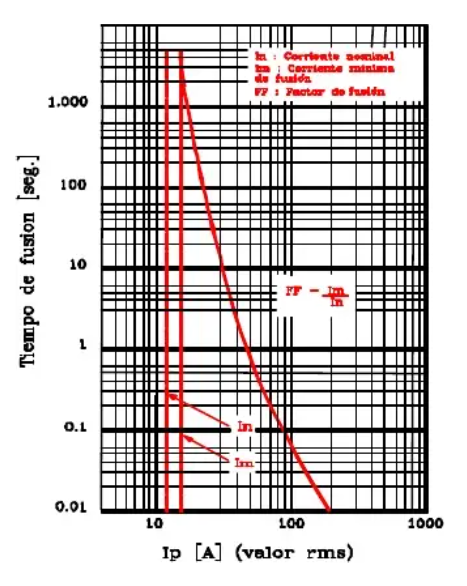 In : Corriente nominal
Im : Corriente minima
de fusión
FF : Factor de fusión
1.000
100
10
1
0.1
0.01
Tiempo de fusion [seg.]
FF = Im
In
In
Im
10
100
1000
Ip [A] (valor rms)